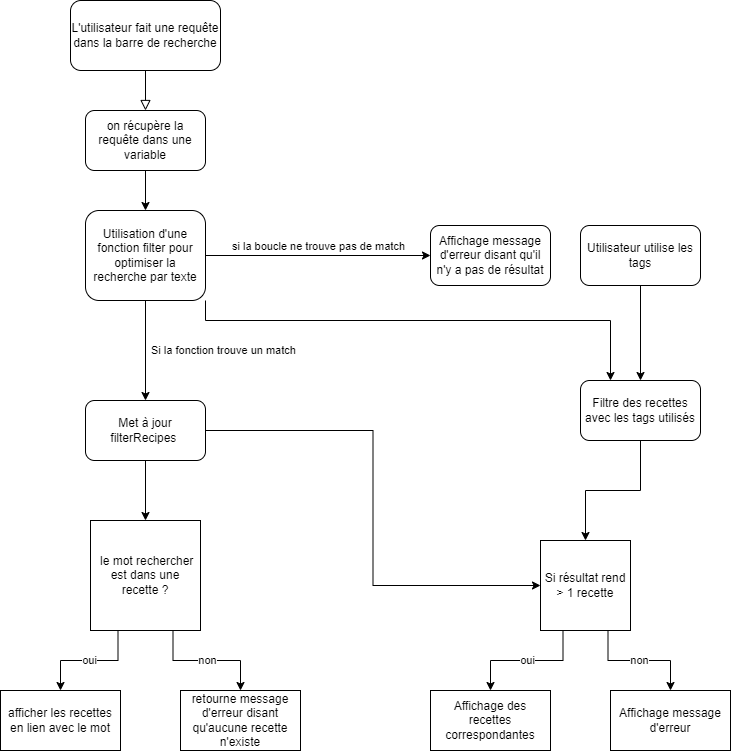 L'utilisateur fait une requête
dans la barre de recherche
on récupère la
requête dans une
variable
Utilisation d'une
fonction filter pour
optimiser la
recherche par texte
si la boucle ne trouve pas de match
Affichage message
d'erreur disant qu'il
n'y a pas de résultat
Utilisateur utilise les
tags
Si la fonction trouve un match
Met à jour
filterRecipes
Filtre des recettes
avec les tags utilisés
le mot rechercher
est dans une
recette ?
Si résultat rend
> 1 recette
oui
non
oui
non
afficher les recettes
en lien avec le mot
retourne message
d'erreur disant
qu'aucune recette
n'existe
Affichage des
recettes
correspondantes
Affichage message
d'erreur